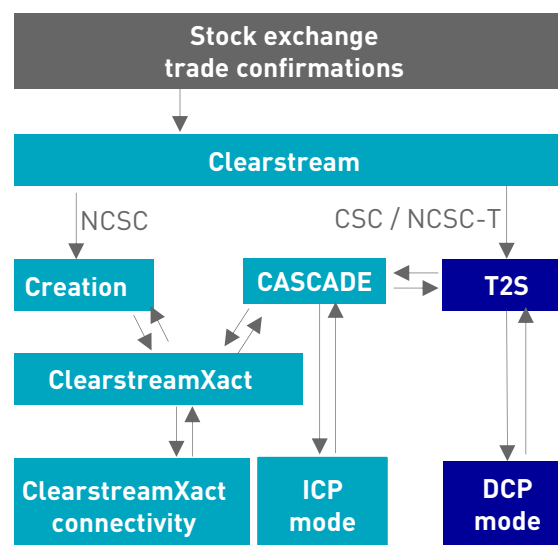 Stock exchange
trade confirmations
Clearstream
NCSC
CSC / NCSC-T
Creation
CASCADE
T2S
ClearstreamXact
ClearstreamXact
connectivity
ICP
mode
DCP
mode